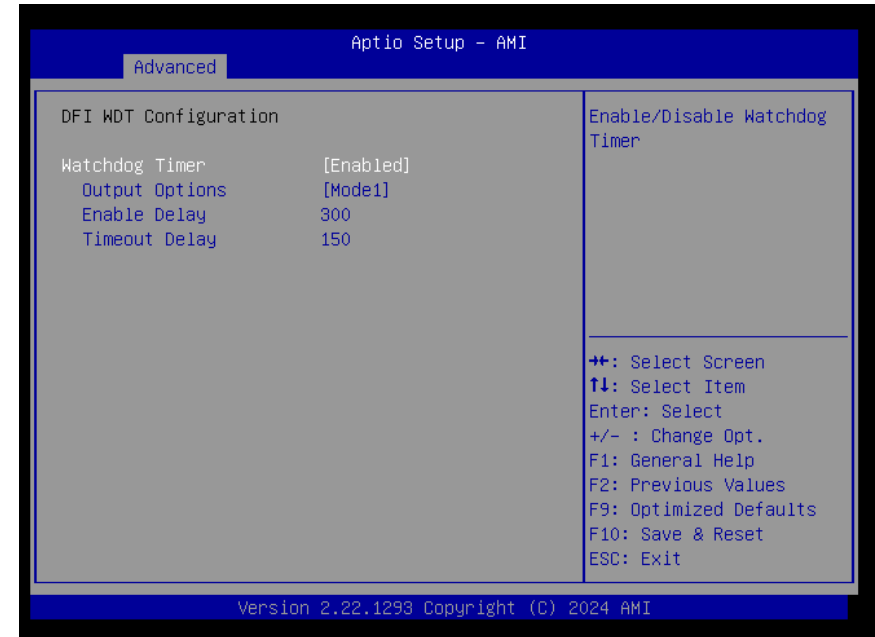 Aptio Setup – AMI
Advanced
DFI WDT Configuration
Watchdog Timer [Enabled]
Output Options [Mode1]
Enable Delay 300
Timeout Delay 150
Enable/Disable Watchdog
Timer
→←: Select Screen
↑↓: Select Item
Enter: Select
+/- : Change Opt.
F1: General Help
F2: Previous Values
F9: Optimized Defaults
F10: Save & Reset
ESC: Exit
Version 2.22.1293 Copyright (C) 2024 AMI